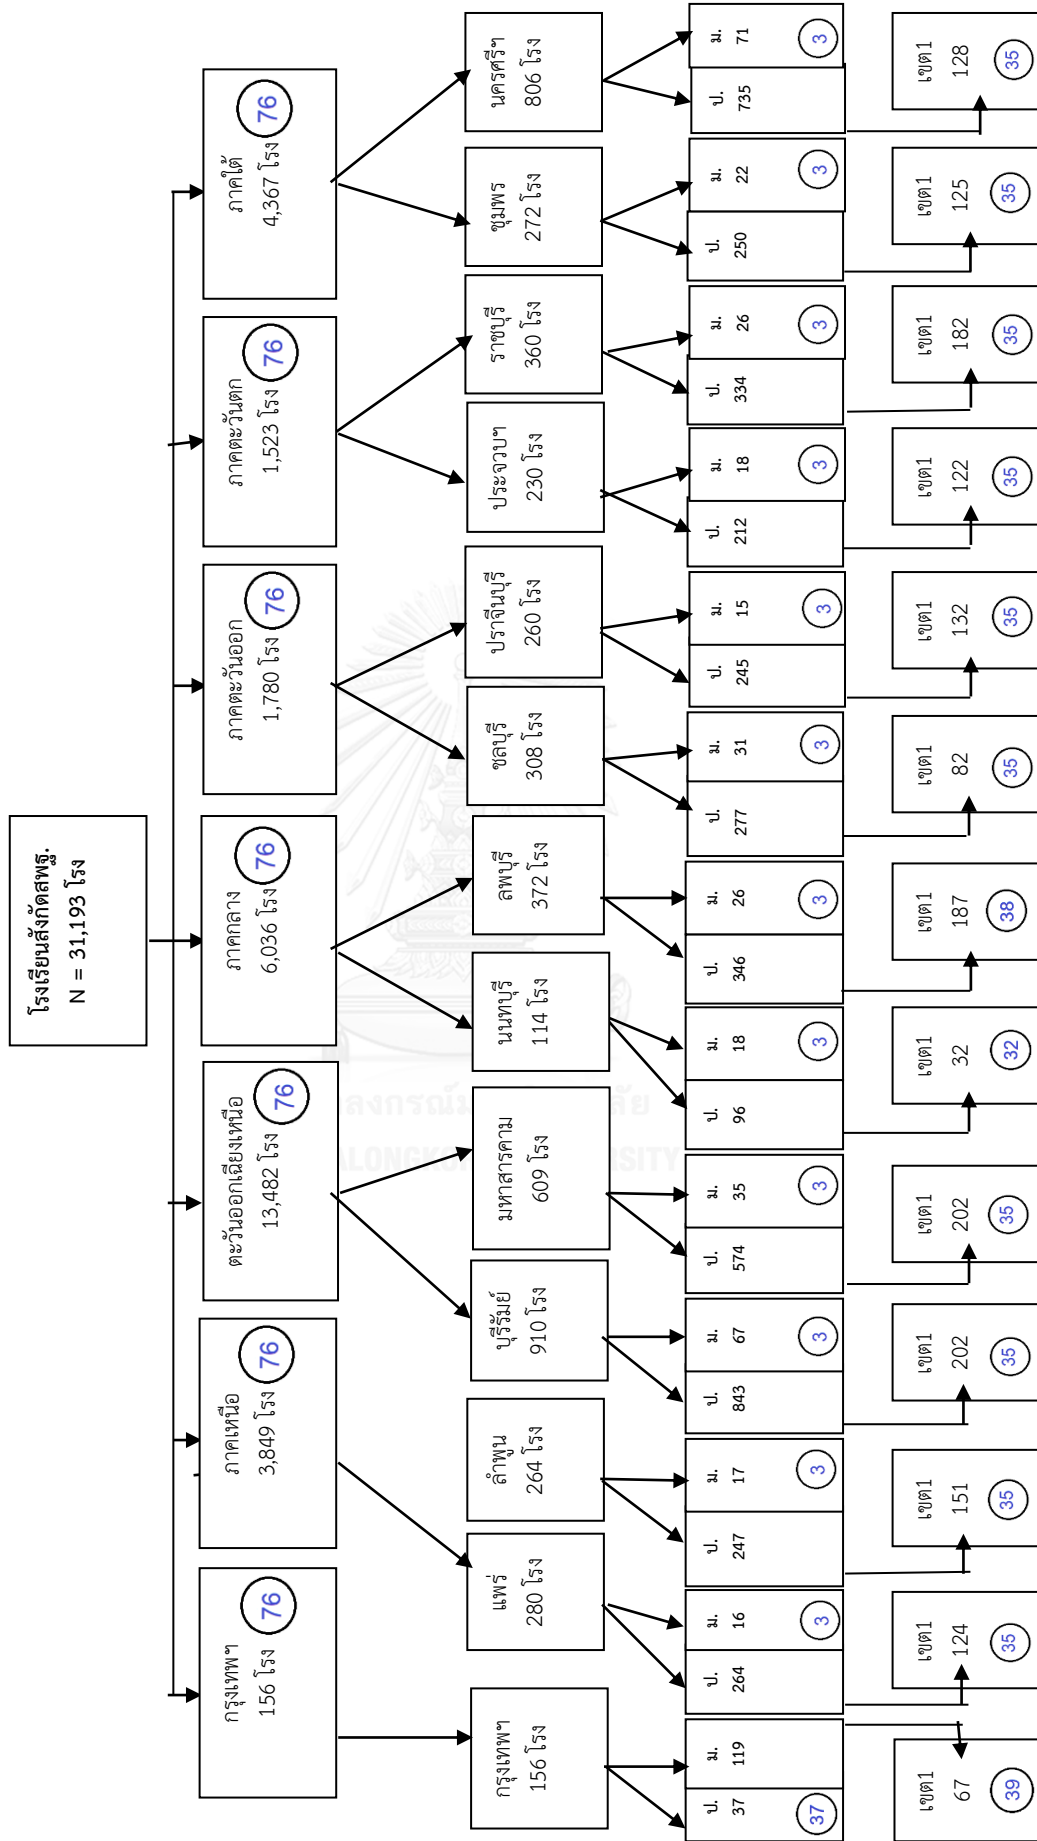 โรงเรียนสังกัดสพฐ.
N = 31,193 โรง
กรุงเทพฯ
156 โรง
76
ภาคเหนือ
3,849 โรง
76
ตะวันออกเฉียงเหนือ
13,482 โรง
76
ภาคกลาง
6,036 โรง
76
ภาคตะวันออก
1,780 โรง
76
ภาคตะวันตก
1,523 โรง
76
ภาคใต้
4,367 โรง
76
กรุงเทพฯ
156 โรง
แพร่
280 โรง
ลำพูน
264 โรง
บุรีรัมย์
910 โรง
มหาสารคาม
609 โรง
นนทบุรี
114 โรง
ลพบุรี
372 โรง
ชลบุรี
308 โรง
ปราจีนบุรี
260 โรง
ประจวบฯ
230 โรง
ราชบุรี
360 โรง
ชุมพร
272 โรง
นครศรีฯ
806 โรง
ป.
37
37
ม.
119
ป.
264
ม.
16
3
ป.
247
ม.
17
3
ป.
843
ม.
67
3
ป.
574
ม.
35
3
ป.
96
ม.
18
3
ป.
346
ม.
26
3
ป.
277
ม.
31
3
ป.
245
ม.
15
3
ป.
212
ม.
18
3
ป.
334
ม.
26
3
ป.
250
ม.
22
3
ป.
735
ม.
71
3
เขต1
67
39
เขต1
124
35
เขต1
151
35
เขต1
202
35
เขต1
202
35
เขต1
32
32
เขต1
187
38
เขต1
82
35
เขต1
132
35
เขต1
122
35
เขต1
182
35
เขต1
125
35
เขต1
128
35